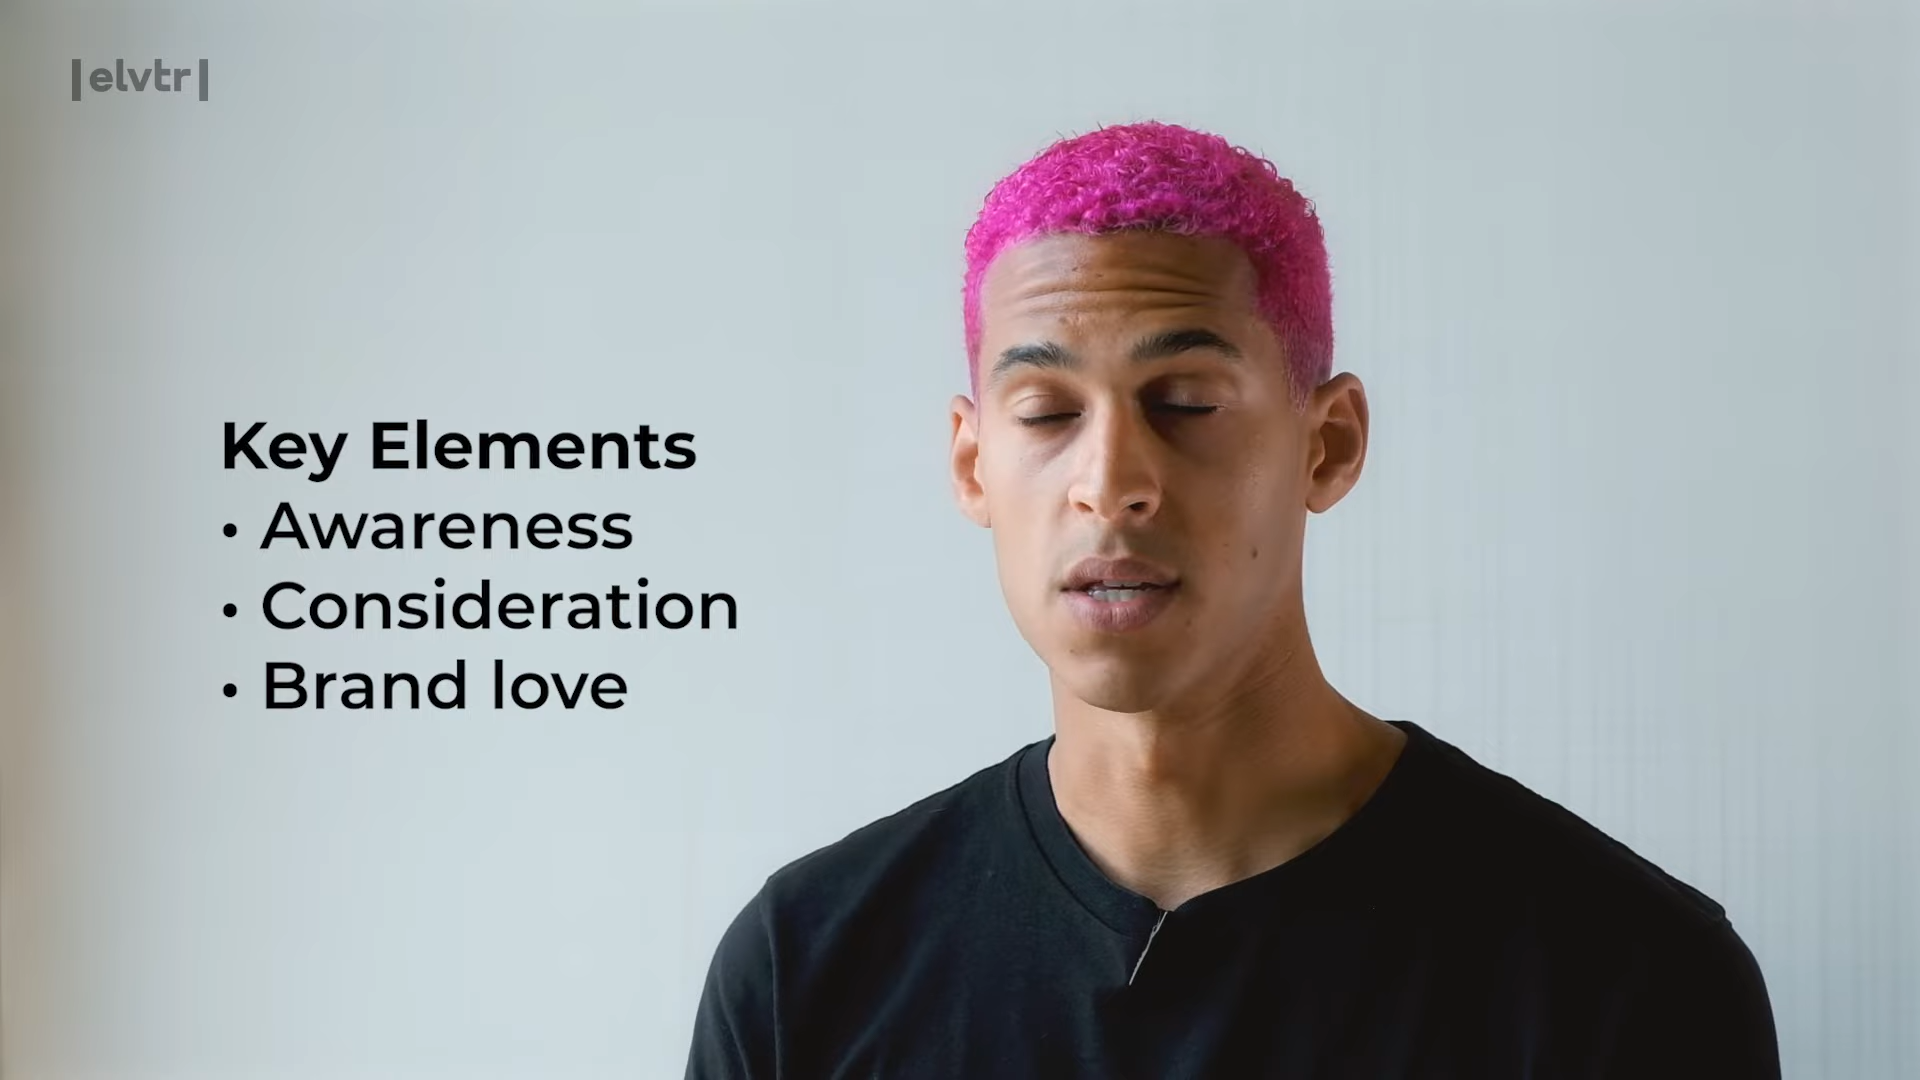 |elvtr|
Key Elements
• Awareness
• Consideration
• Brand love